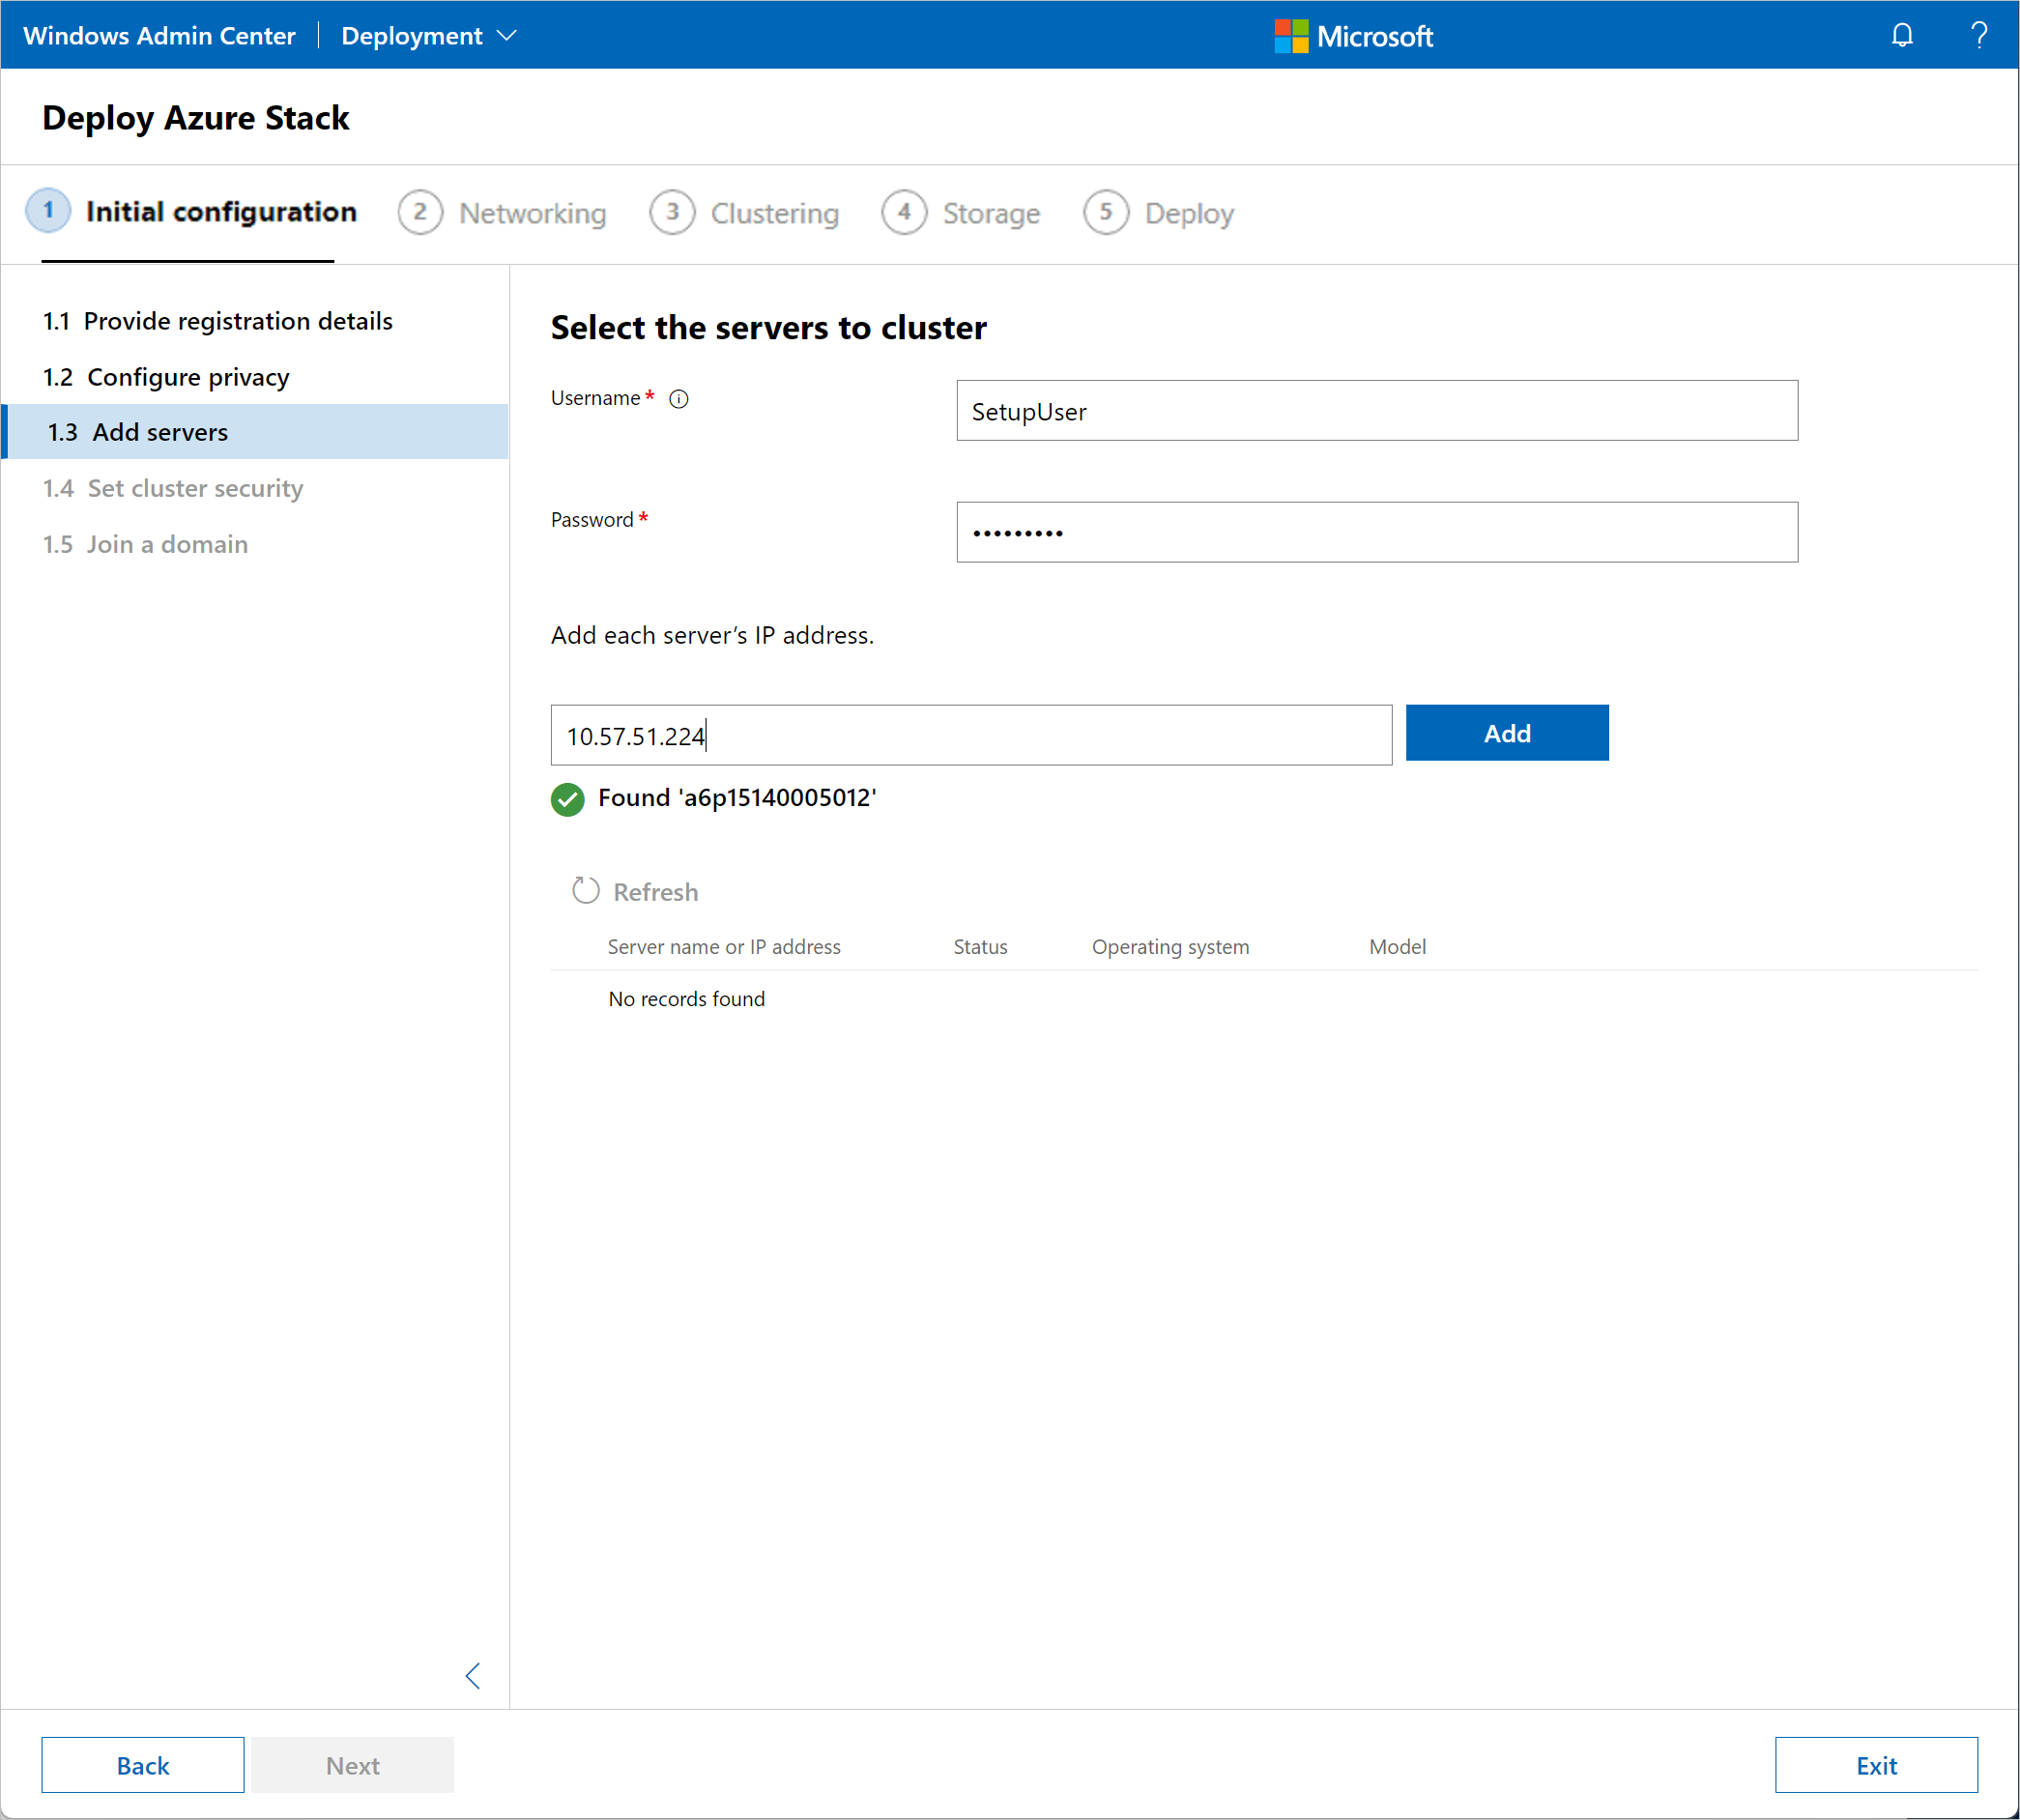 Windows Admin Center | Deployment
Microsoft
?
Deploy Azure Stack
1 Initial configuration 2 Networking 3 Clustering 4 Storage 5 Deploy
1.1 Provide registration details
1.2 Configure privacy
1.3 Add servers
1.4 Set cluster security
1.5 Join a domain
Select the servers to cluster
Username * SetupUser
Password * •••••••••
Add each server’s IP address.
10.57.51.224 Add
Found 'a6p15140005012'
Refresh
Server name or IP address Status Operating system Model
No records found
Back Next Exit